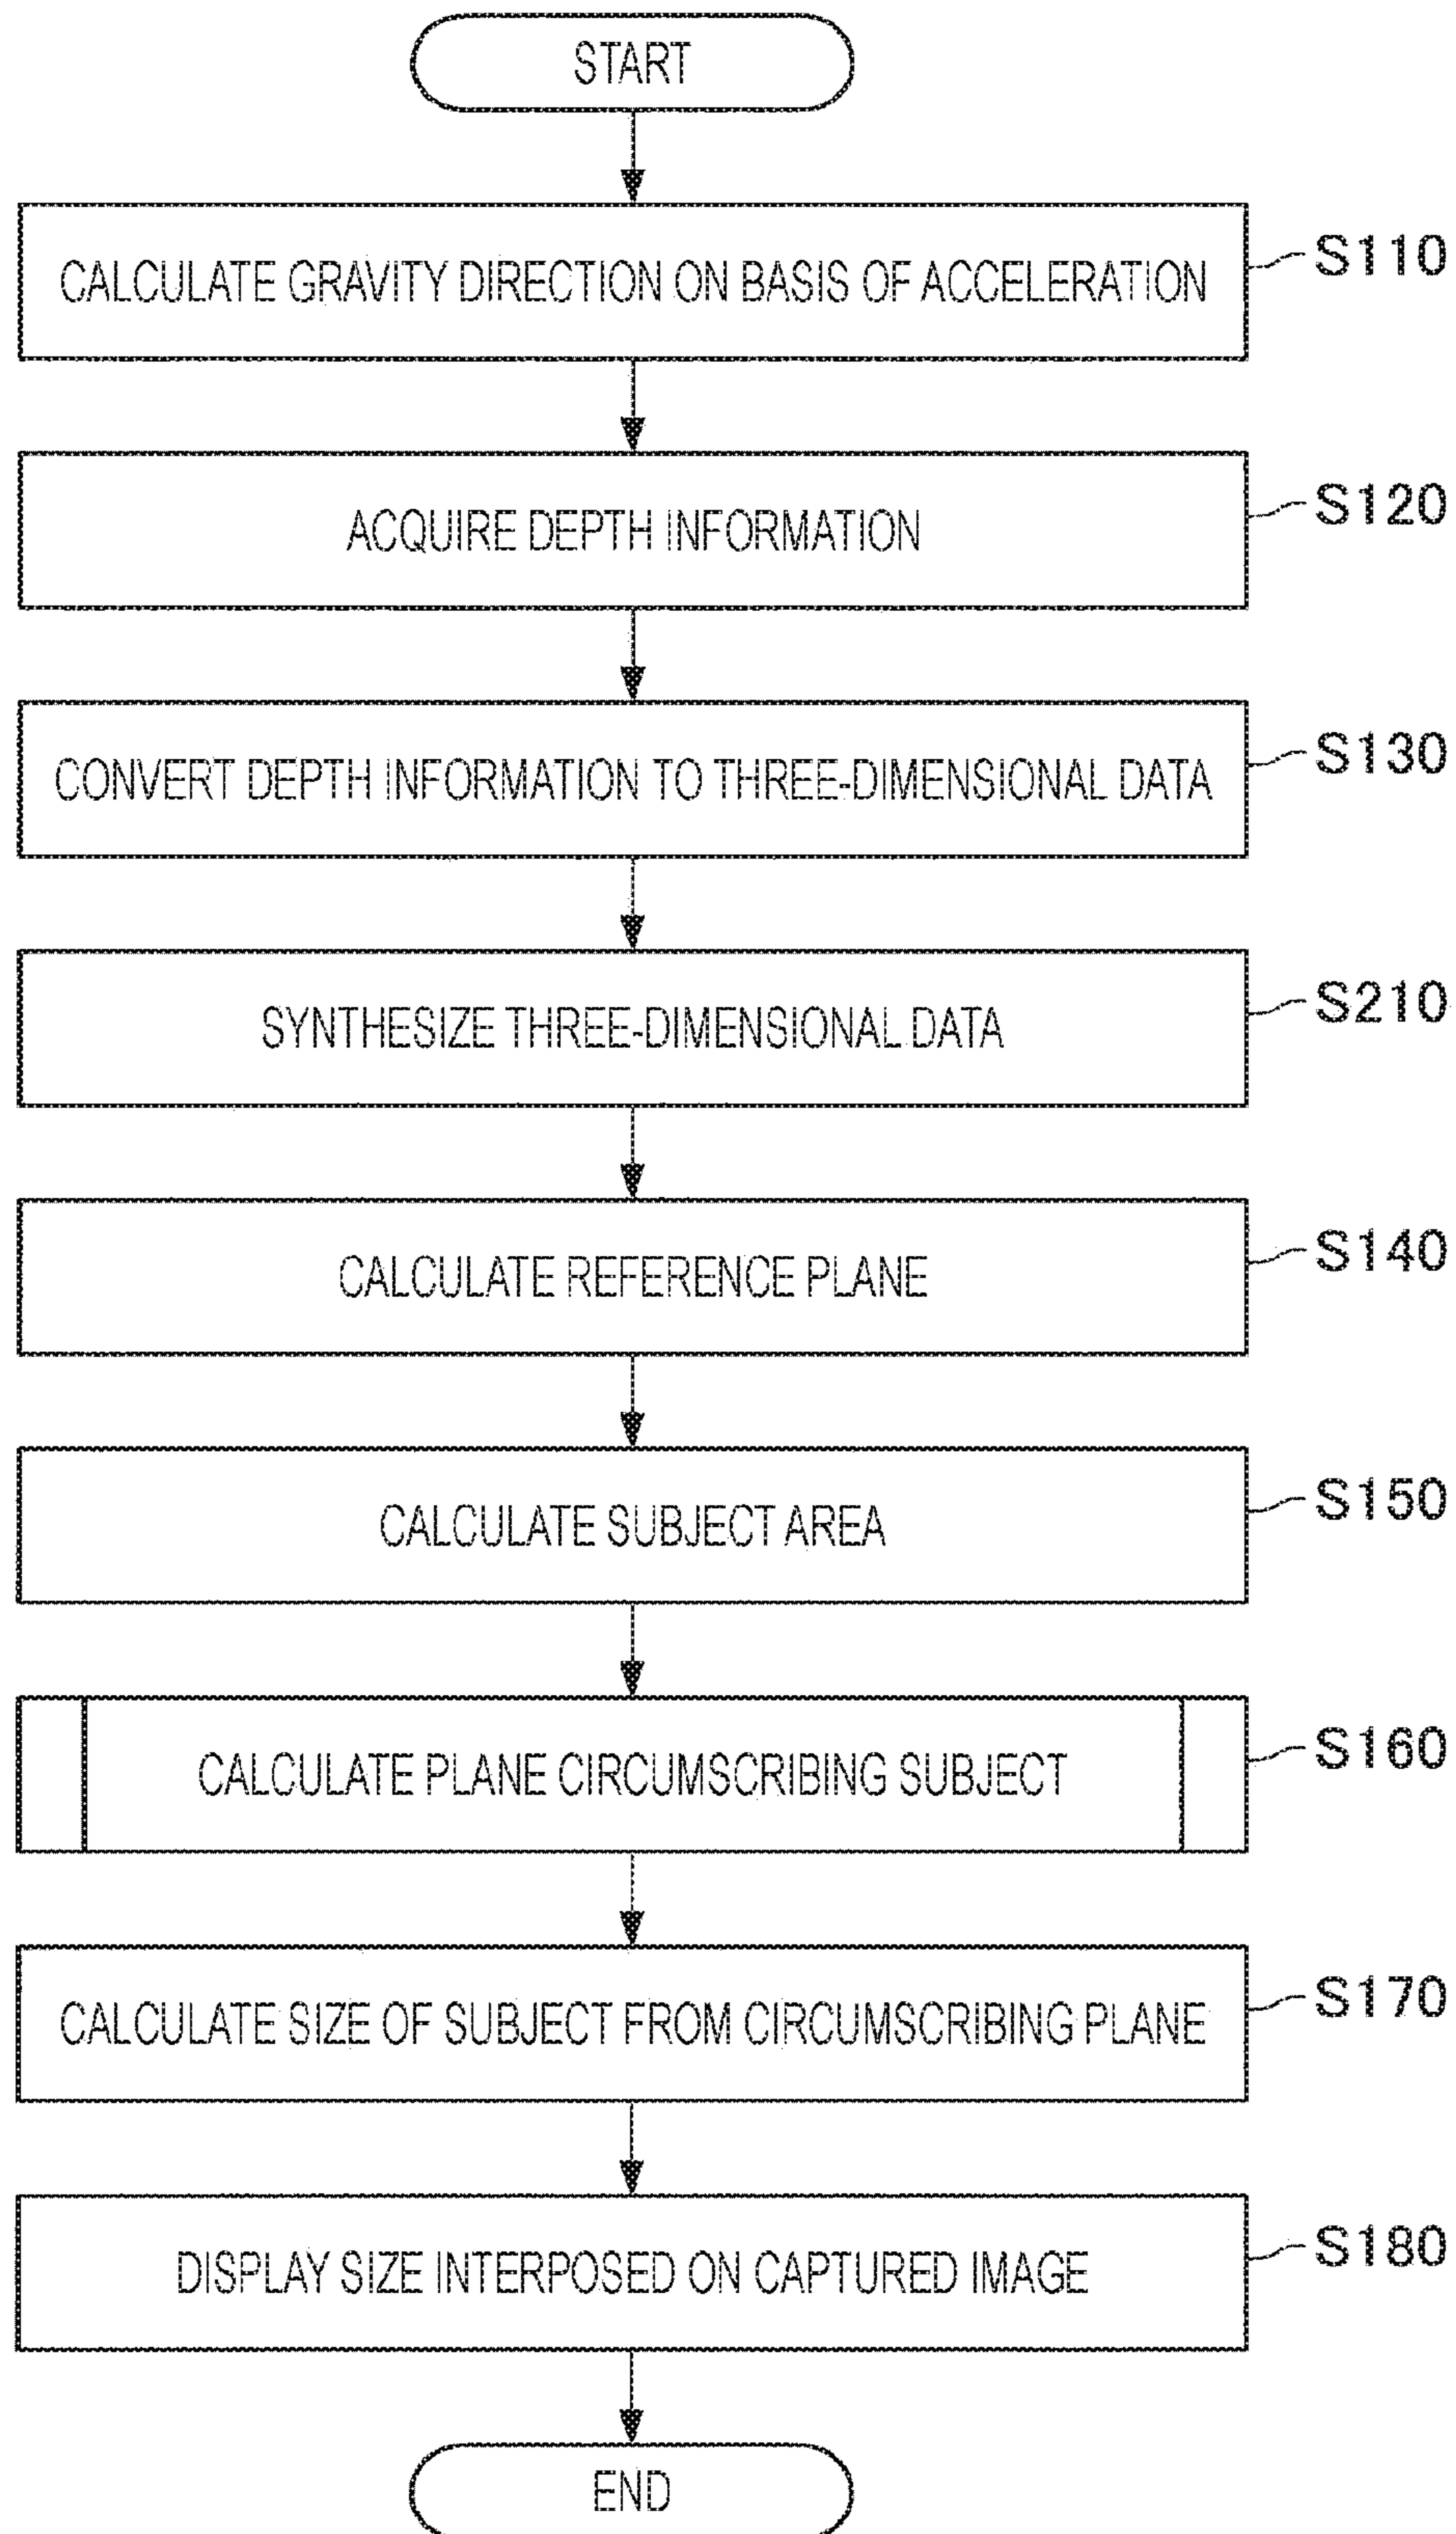 START
CALCULATE GRAVITY DIRECTION ON BASIS OF ACCELERATION
S110
ACQUIRE DEPTH INFORMATION
S120
CONVERT DEPTH INFORMATION TO THREE-DIMENSIONAL DATA
S130
SYNTHESIZE THREE-DIMENSIONAL DATA
S210
CALCULATE REFERENCE PLANE
S140
CALCULATE SUBJECT AREA
S150
CALCULATE PLANE CIRCUMSCRIBING SUBJECT
S160
CALCULATE SIZE OF SUBJECT FROM CIRCUMSCRIBING PLANE
S170
DISPLAY SIZE INTERPOSED ON CAPTURED IMAGE
S180
END